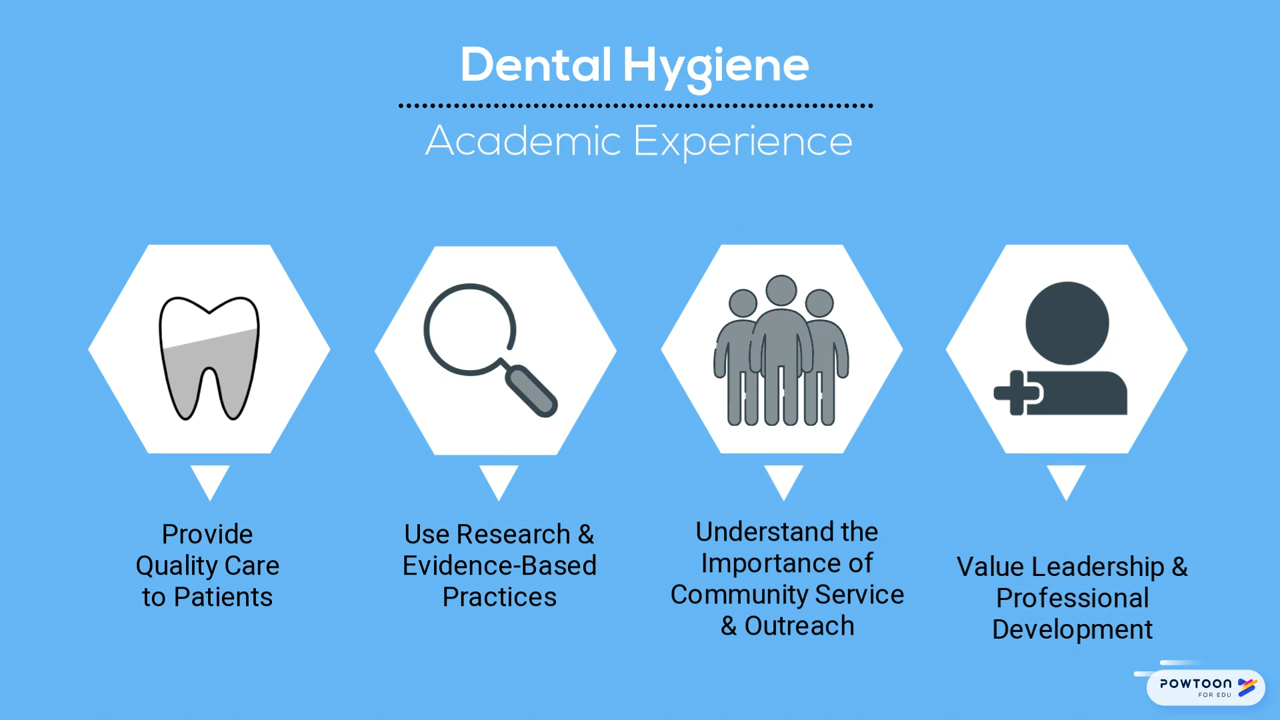 Dental Hygiene
Academic Experience
Provide
Quality Care
to Patients
Use Research &
Evidence-Based
Practices
Understand the
Importance of
Community Service
& Outreach
Value Leadership &
Professional
Development
POWTOON
FOR EDU